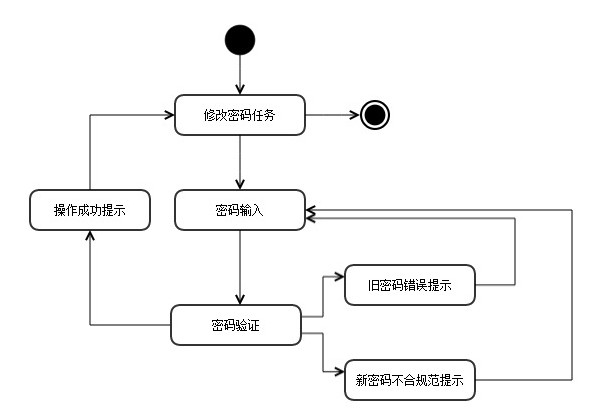 修改密码任务
操作成功提示
密码输入
旧密码错误提示
密码验证
新密码不合规范提示